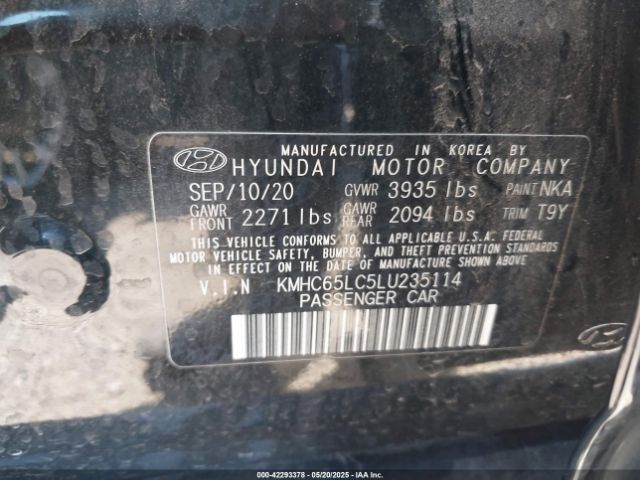 MANUFACTURED IN KOREA BY
HYUNDAI MOTOR COMPANY
SEP/10/20 GVWR 3935 lbs PAINT NKA
GAWR FRONT 2271 lbs GAWR REAR 2094 lbs TRIM T9Y
THIS VEHICLE CONFORMS TO ALL APPLICABLE U.S.A. FEDERAL
MOTOR VEHICLE SAFETY, BUMPER, AND THEFT PREVENTION STANDARDS
IN EFFECT ON THE DATE OF MANUFACTURE SHOWN ABOVE.
V.I.N KMHC65LC5LU235114
PASSENGER CAR
000-42293378 - 05/20/2025 - IAA Inc.